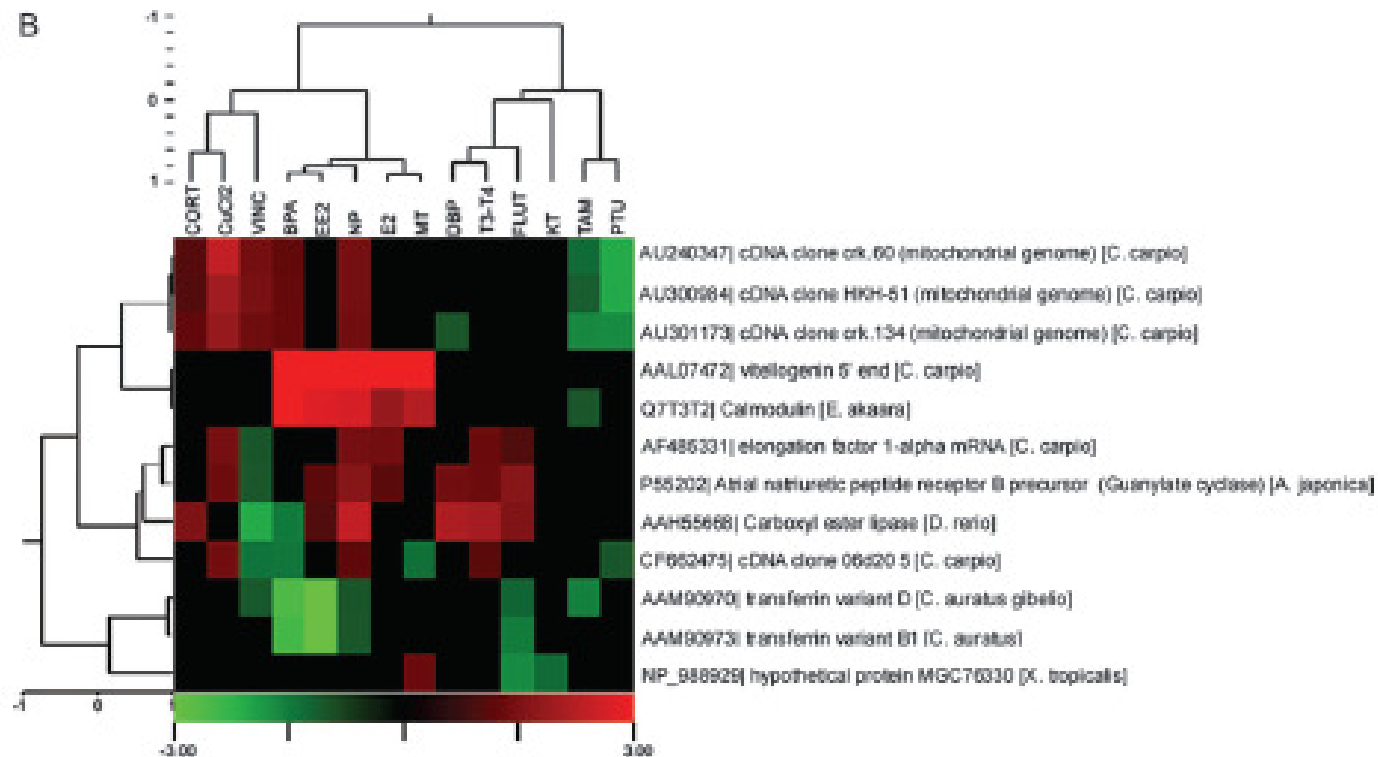 B
-1
0
1
CORT
CuCl2
VINC
BPA
EE2
NP
E2
MT
DBP
T3-T4
FLUT
KT
TAM
PTU
AU240347| cDNA clone crk.60 (mitochondrial genome) [C. carpio]
AU300984| cDNA clone HKH-51 (mitochondrial genome) [C. carpio]
AU301173| cDNA clone crk.134 (mitochondrial genome) [C. carpio]
AAL07472| vitellogenin 5' end [C. carpio]
Q7T3T2| Calmodulin [E. akaara]
AF485331| elongation factor 1-alpha mRNA [C. carpio]
P55202| Atrial natriuretic peptide receptor B precursor (Guanylate cyclase) [A. japonica]
AAH55668| Carboxyl ester lipase [D. rerio]
CF662475| cDNA clone 06d20 5 [C. carpio]
AAM90970| transferrin variant D [C. auratus gibelio]
AAM90973| transferrin variant B1 [C. auratus]
NP_988929| hypothetical protein MGC76330 [X. tropicalis]
-1 0 1
-3.00 3.00